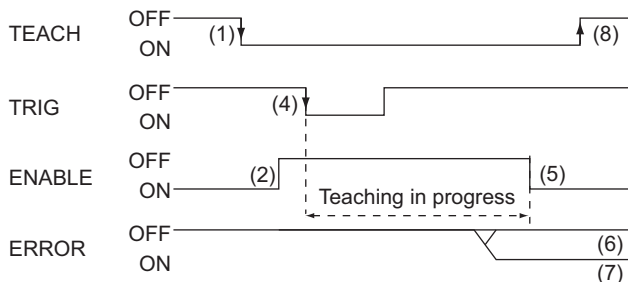 TEACH OFF (1) (8)
ON
TRIG OFF (4)
ON
ENABLE OFF (2) (5)
ON Teaching in progress
ERROR OFF (6)
ON (7)